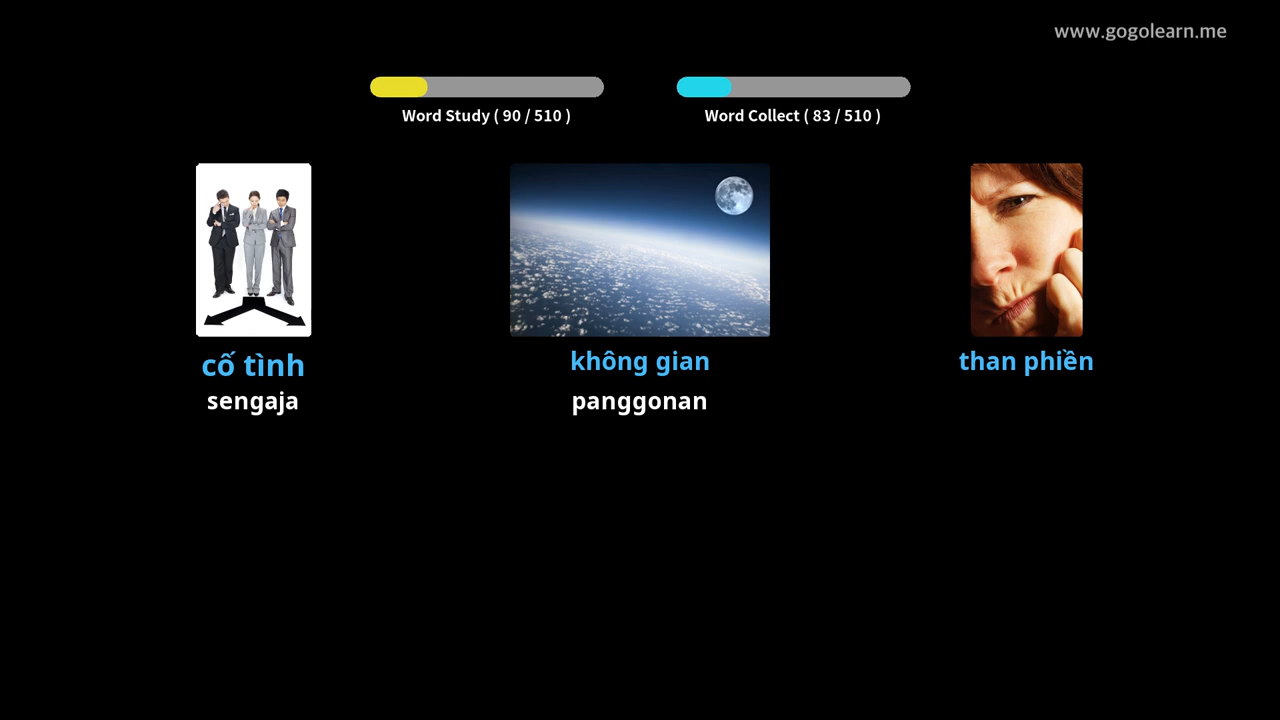 www.gogolearn.me
Word Study ( 90 / 510 )
Word Collect ( 83 / 510 )
cố tình
sengaja
không gian
panggonan
than phiền